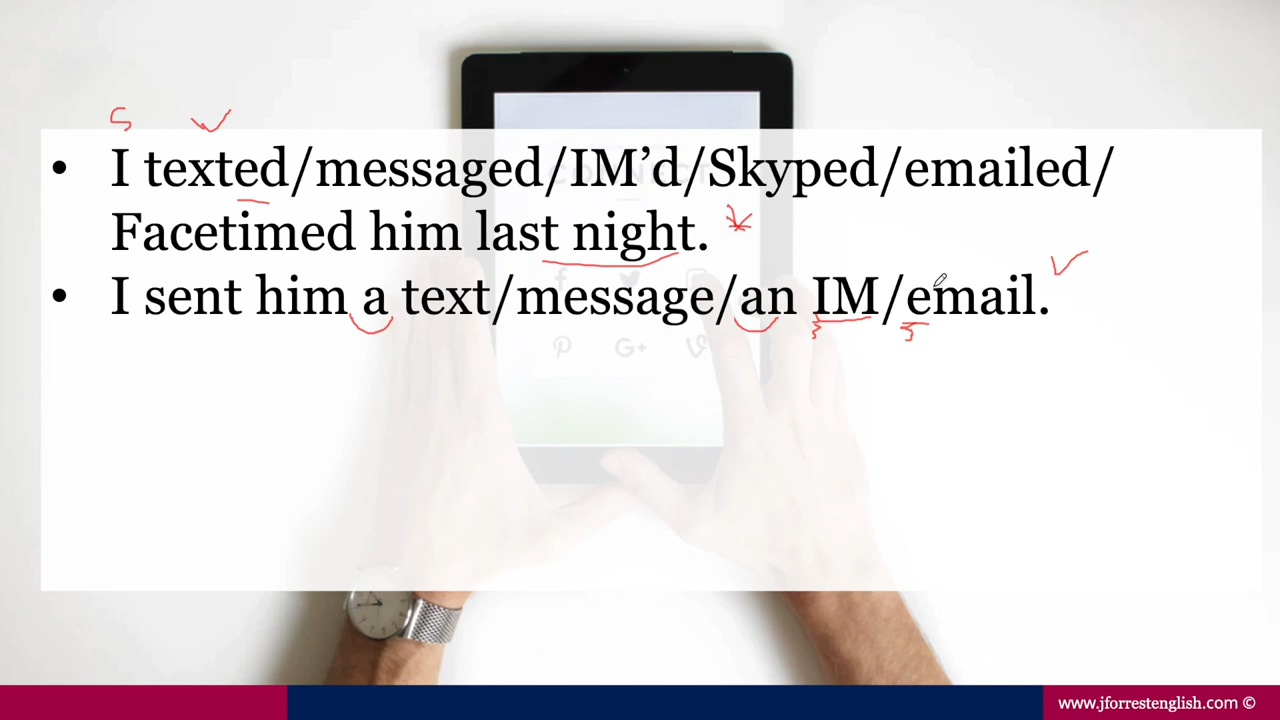 S
• I texted/messaged/IM’d/Skyped/emailed/
Facetimed him last night. *
• I sent him a text/message/an IM/email.
G+
www.jforrestenglish.com ©